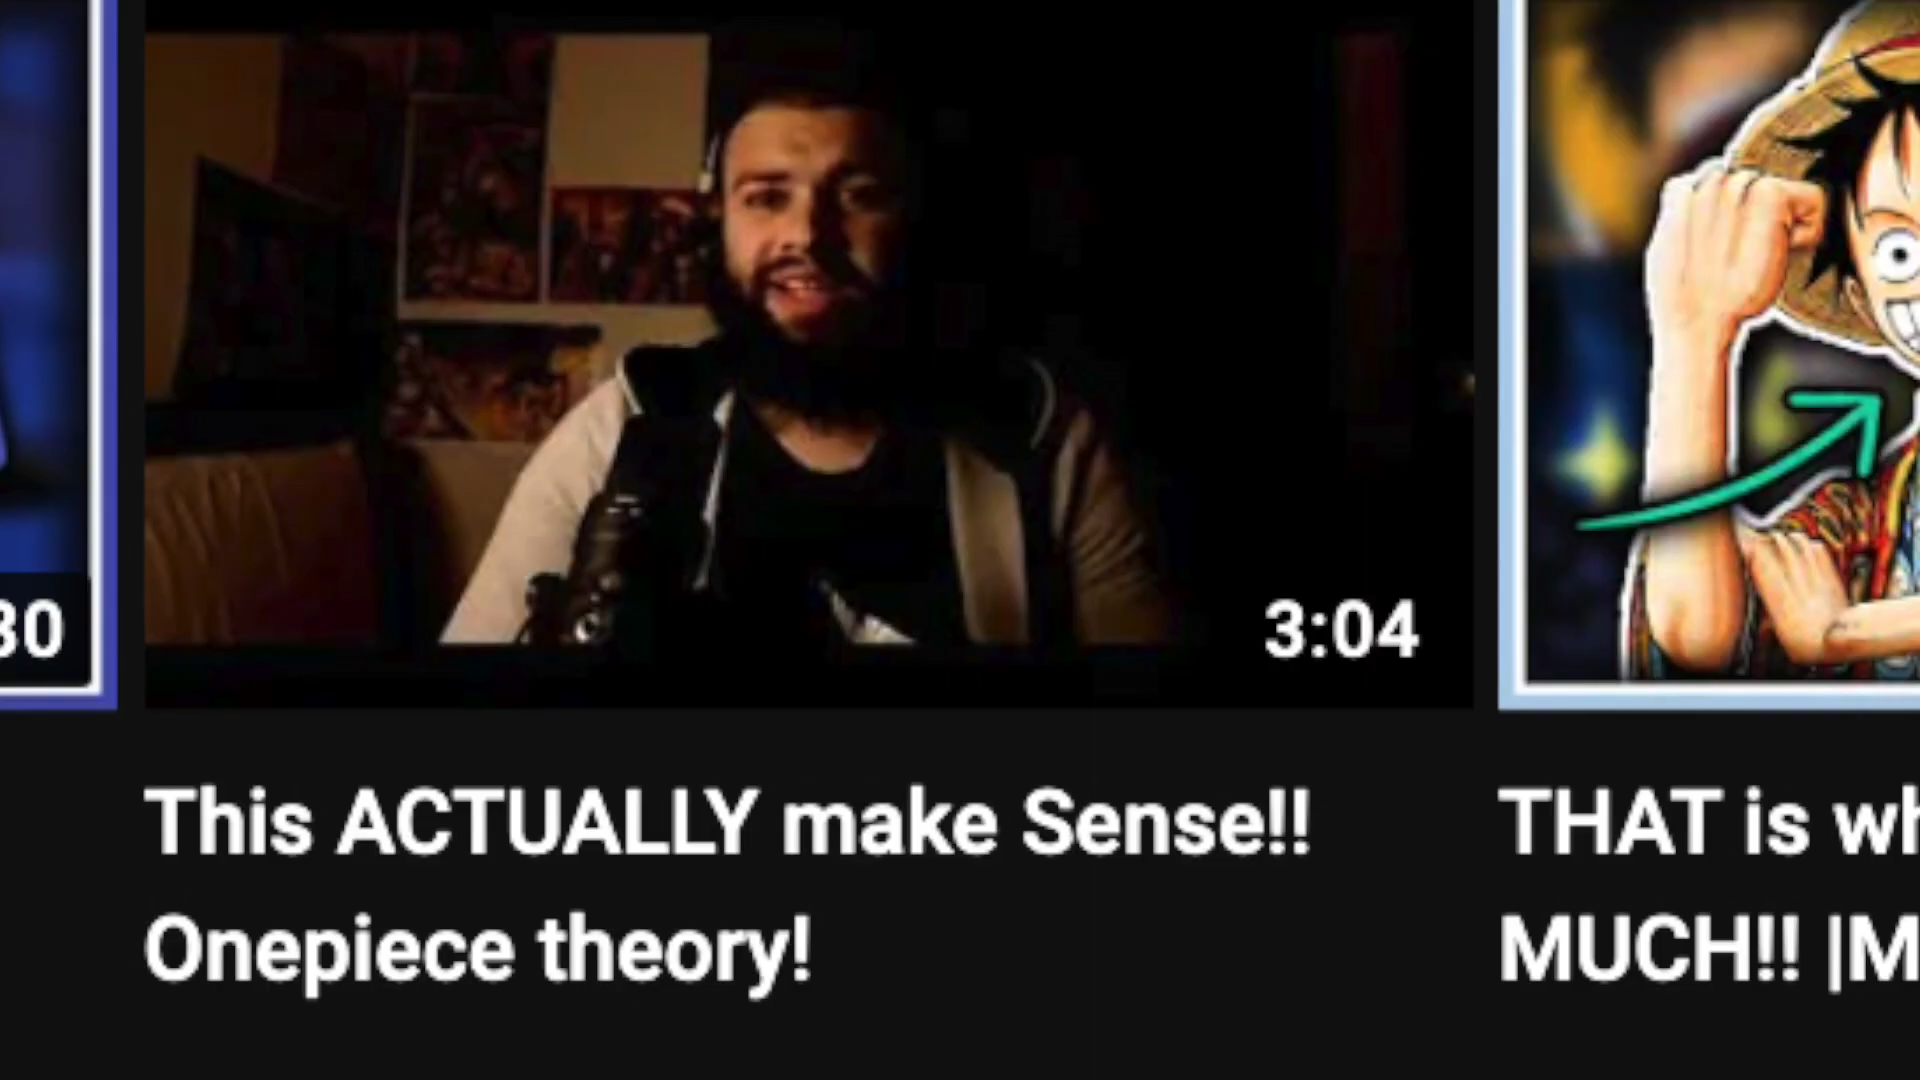 30
3:04
This ACTUALLY make Sense!!
Onepiece theory!
THAT is wh
MUCH!! |M